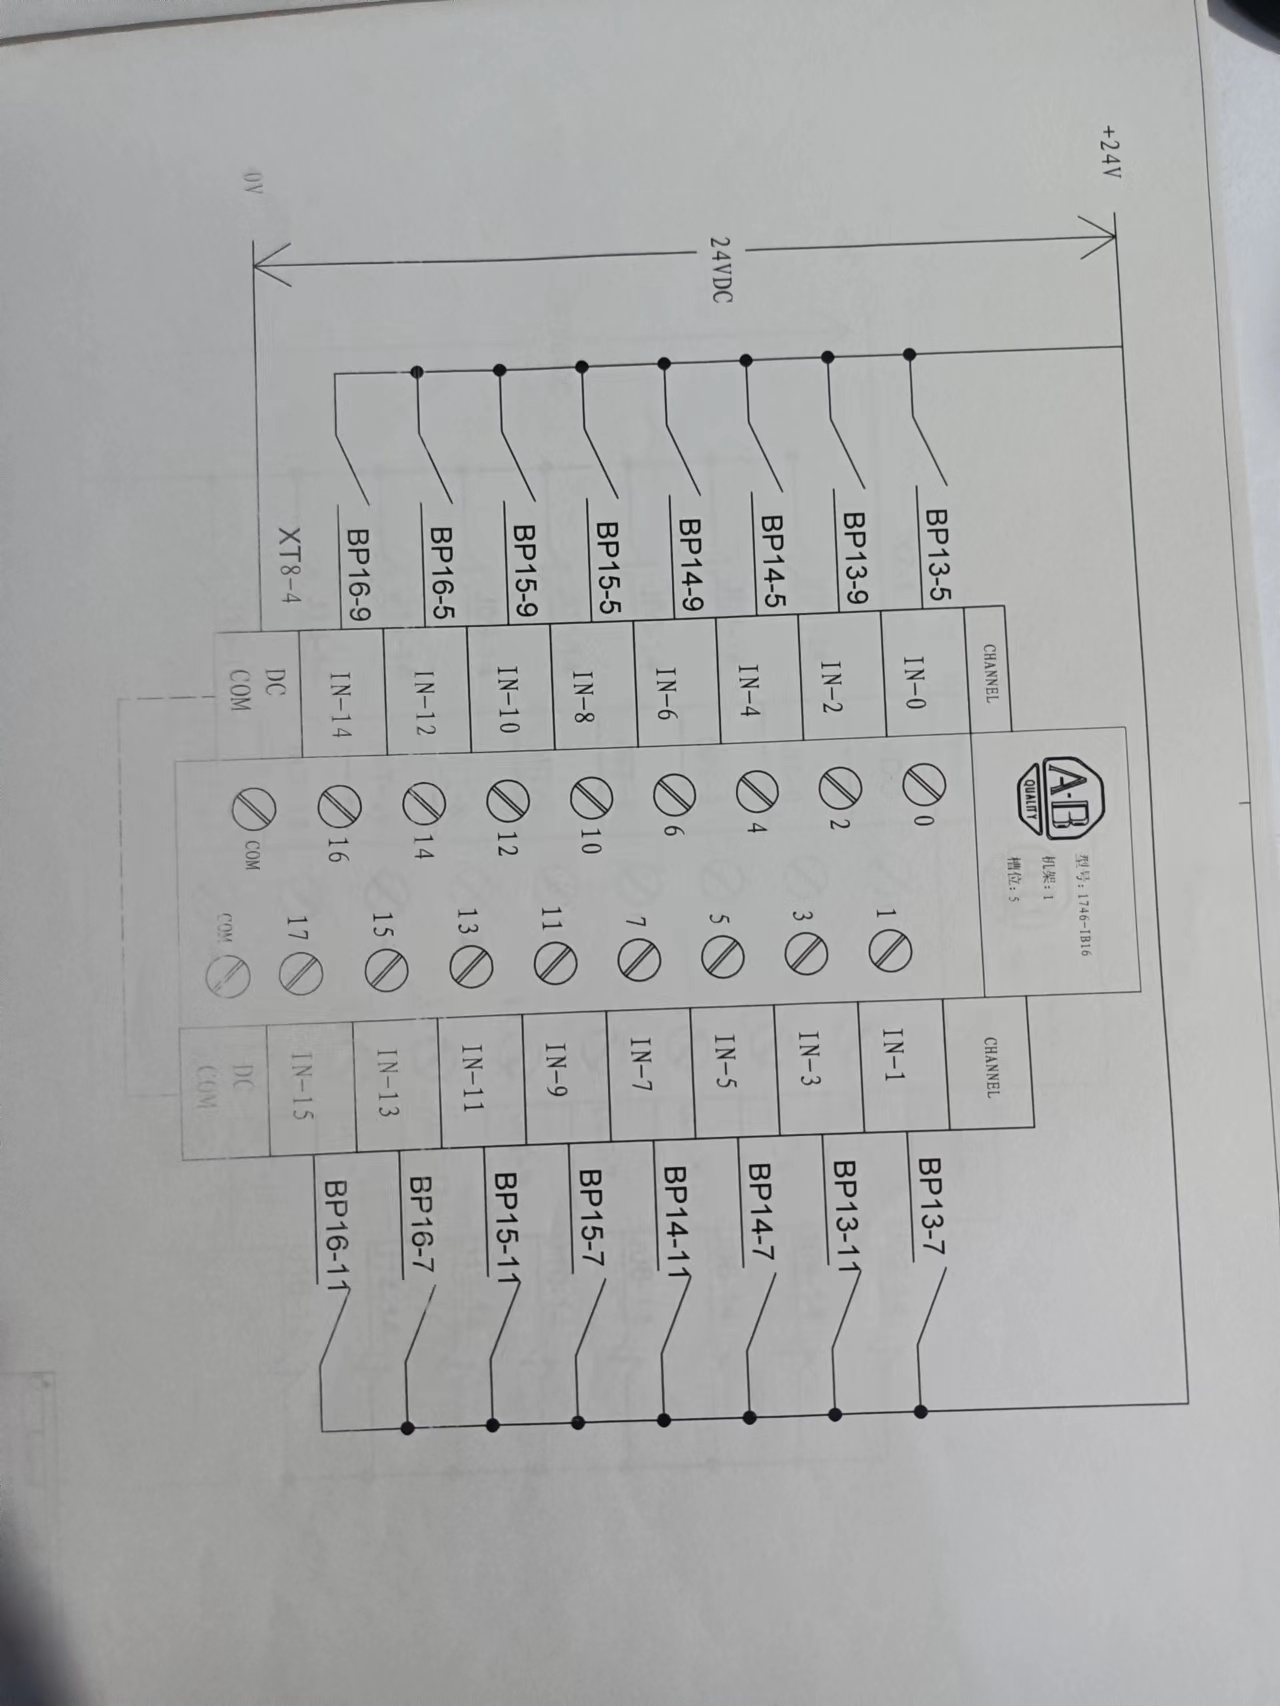 +24V
24VDC
0V
A-B
QUALITY
型号:1746-IB16
机架:1
槽位:5
CHANNEL
CHANNEL
BP13-5
IN-0
0
1
IN-1
BP13-7
BP13-9
IN-2
2
3
IN-3
BP13-11
BP14-5
IN-4
4
5
IN-5
BP14-7
BP14-9
IN-6
6
7
IN-7
BP14-11
BP15-5
IN-8
10
11
IN-9
BP15-7
BP15-9
IN-10
12
13
IN-11
BP15-11
BP16-5
IN-12
14
15
IN-13
BP16-7
BP16-9
IN-14
16
17
IN-15
BP16-11
XT8-4
DC
COM
COM
COM
DC
COM